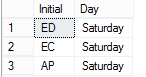 Initial Day
1 ED Saturday
2 EC Saturday
3 AP Saturday